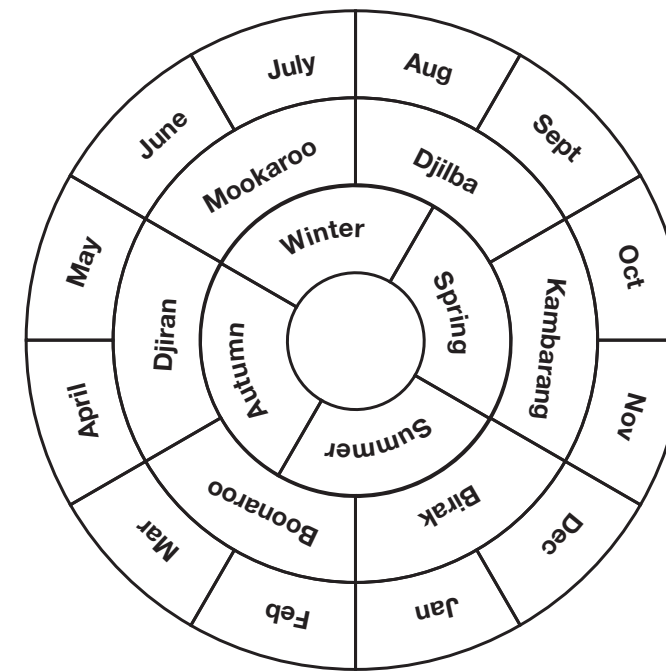 July
Aug
Sept
Oct
Nov
Dec
Jan
Feb
Mar
April
May
June
Mookaroo
Djilba
Kambarang
Birak
Boonaroo
Djiran
Winter
Spring
Summer
Autumn